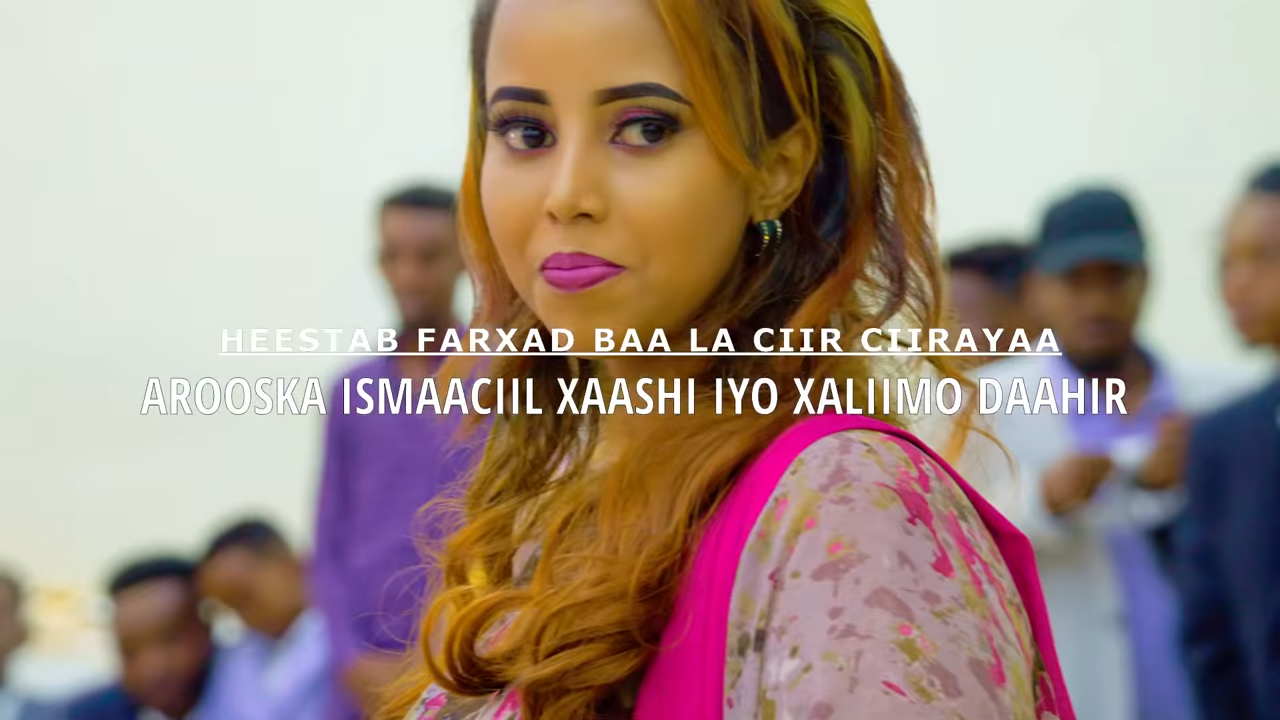 HEESTAB FARXAD BAA LA CIIR CIIRAYAA
AROOSKA ISMAACIIL XAASHI IYO XALIIMO DAAHIR